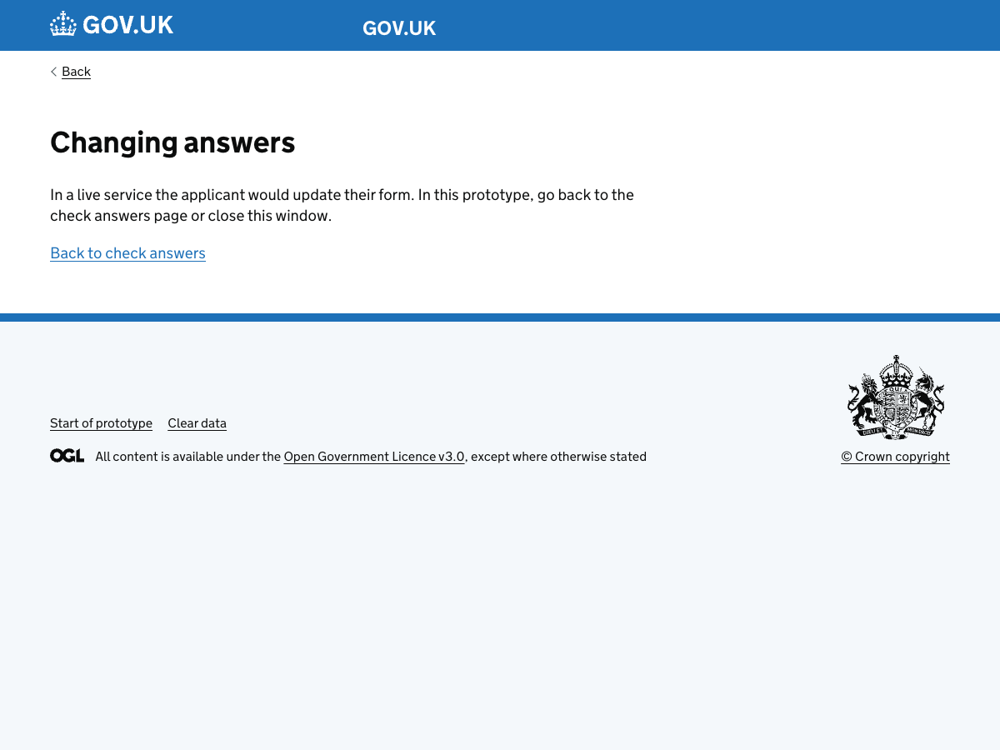 GOV.UK
GOV.UK
Back
Changing answers
In a live service the applicant would update their form. In this prototype, go back to the
check answers page or close this window.
Back to check answers
Start of prototype Clear data
OGL All content is available under the Open Government Licence v3.0, except where otherwise stated
© Crown copyright